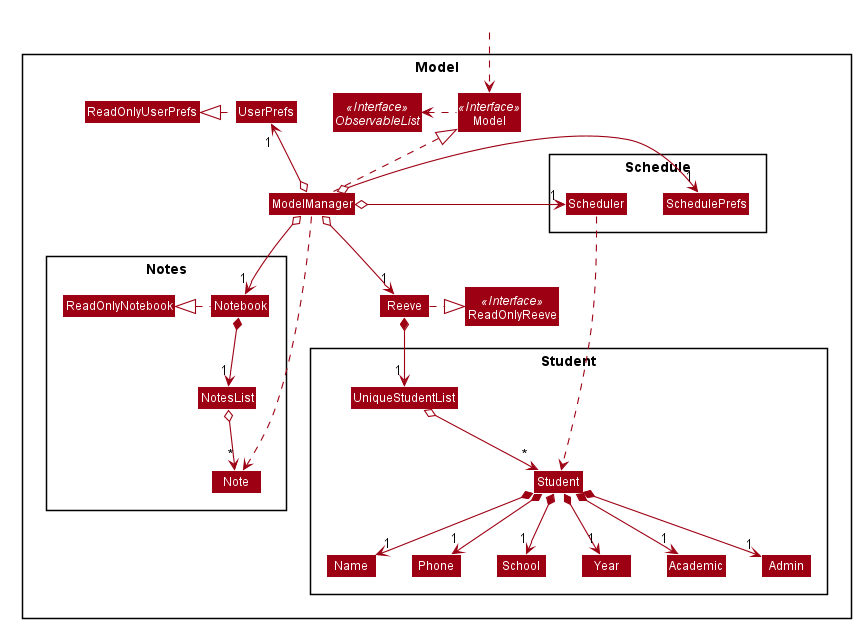 Model
ReadOnlyUserPrefs
UserPrefs
«Interface»
ObservableList
«Interface»
Model
1
Schedule
1
ModelManager
1
Scheduler
SchedulePrefs
Notes
1
1
ReadOnlyNotebook
Notebook
Reeve
«Interface»
ReadOnlyReeve
Student
1
1
NotesList
UniqueStudentList
*
*
Note
Student
1
1
1
1
1
1
Name
Phone
School
Year
Academic
Admin